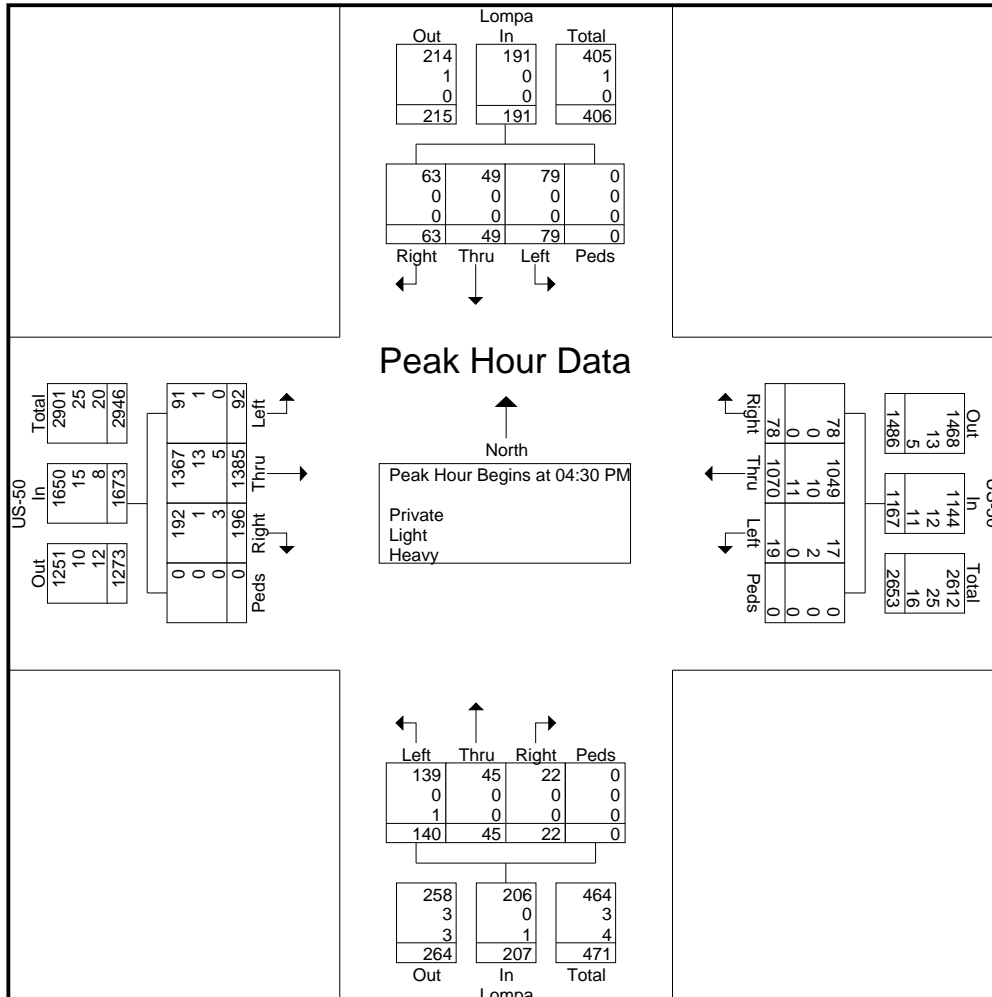 Lompa
Out In Total
214 191 405
1 0 1
0 0 0
215 191 406
63 49 79 0
0 0 0 0
0 0 0 0
63 49 79 0
Right Thru Left Peds
Peak Hour Data
North
Peak Hour Begins at 04:30 PM
Private
Light
Heavy
US-50
Total
2901
25
20
2946
In
1650
15
8
1673
Out
1251
10
12
1273
91
1
0
92
Left
1367
13
5
1385
Thru
192
1
3
196
Right
0
0
0
0
Peds
Right
78
0
0
78
Thru
1049
10
11
1070
Left
17
2
0
19
Peds
0
0
0
0
Out
1468
13
5
1486
In
1144
12
11
1167
Total
2612
25
16
2653
Left Thru Right Peds
139 45 22 0
0 0 0 0
1 0 0 0
140 45 22 0
258 206 464
3 0 3
3 1 4
264 207 471
Out In Total
Lompa